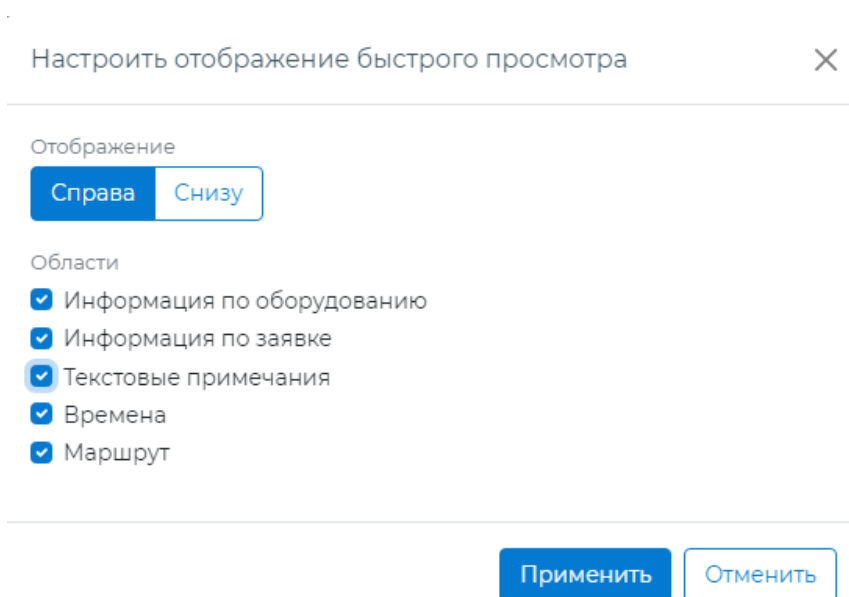 Настроить отображение быстрого просмотра
Отображение
Справа Снизу
Области
Информация по оборудованию
Информация по заявке
Текстовые примечания
Времена
Маршрут
Применить Отменить